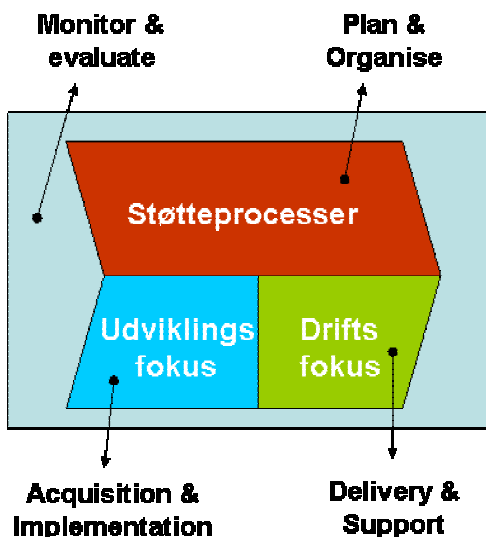 Monitor &
evaluate
Plan &
Organise
Støtteprocesser
Udviklings
fokus
Drifts
fokus
Acquisition &
Implementation
Delivery &
Support